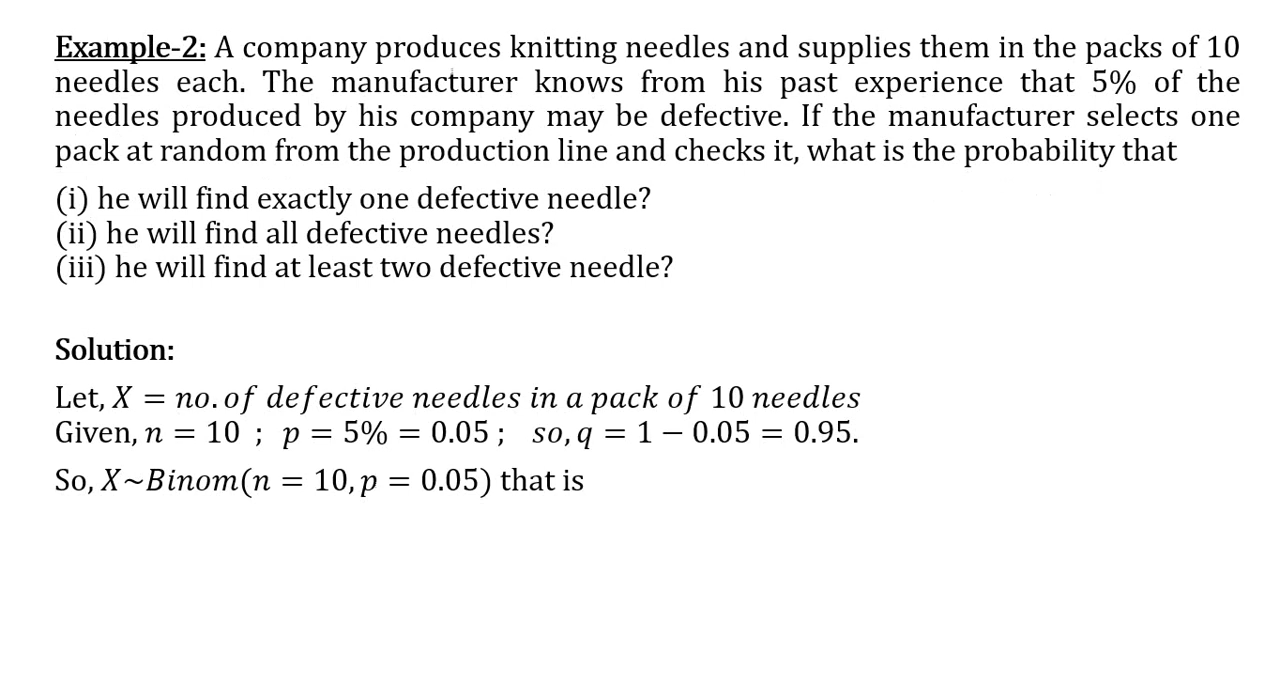 Example-2: A company produces knitting needles and supplies them in the packs of 10
needles each. The manufacturer knows from his past experience that 5% of the
needles produced by his company may be defective. If the manufacturer selects one
pack at random from the production line and checks it, what is the probability that
(i) he will find exactly one defective needle?
(ii) he will find all defective needles?
(iii) he will find at least two defective needle?
Solution:
Let, X = no. of defective needles in a pack of 10 needles
Given, n = 10 ; p = 5% = 0.05 ; so, q = 1 − 0.05 = 0.95.
So, X~Binom(n = 10, p = 0.05) that is